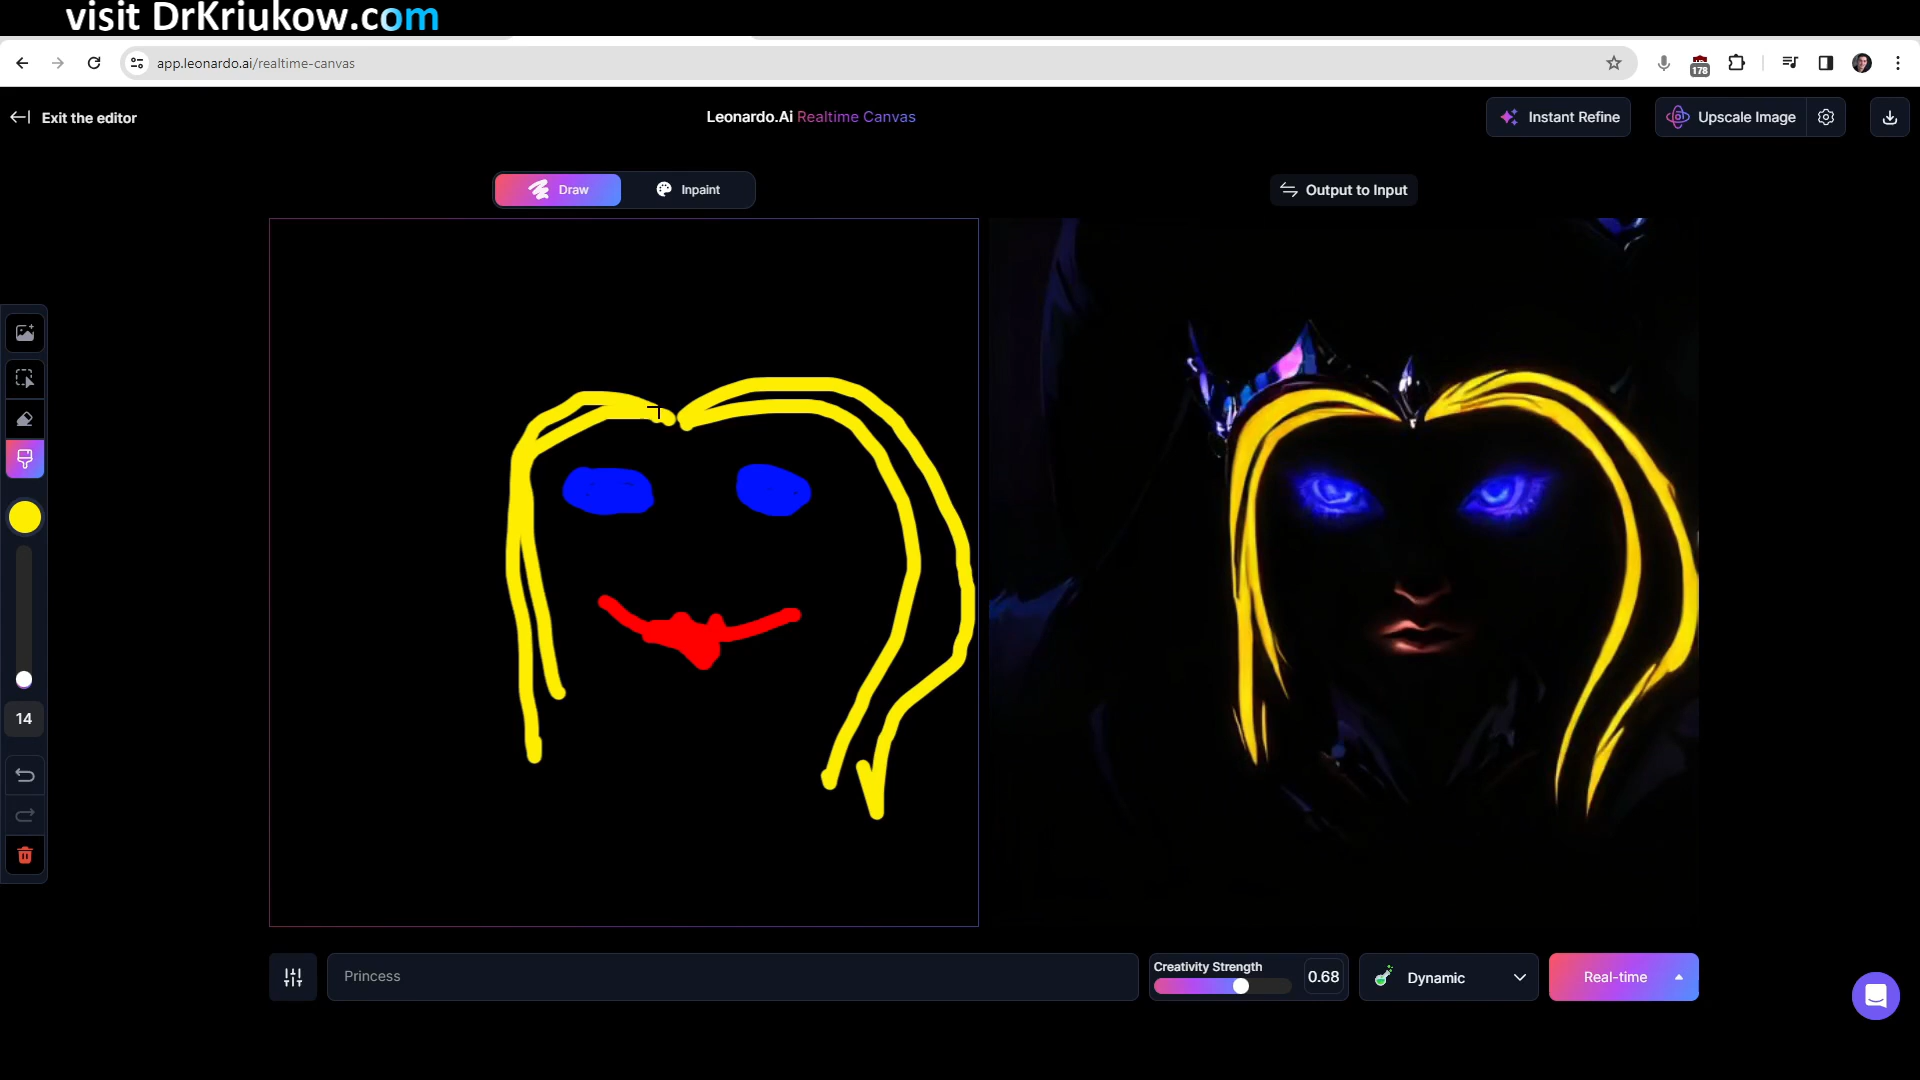 visit DrKriukow.com
app.leonardo.ai/realtime-canvas
178
Exit the editor
Leonardo.Ai Realtime Canvas
Instant Refine
Upscale Image
Draw
Inpaint
Output to Input
14
Princess
Creativity Strength
0.68
Dynamic
Real-time